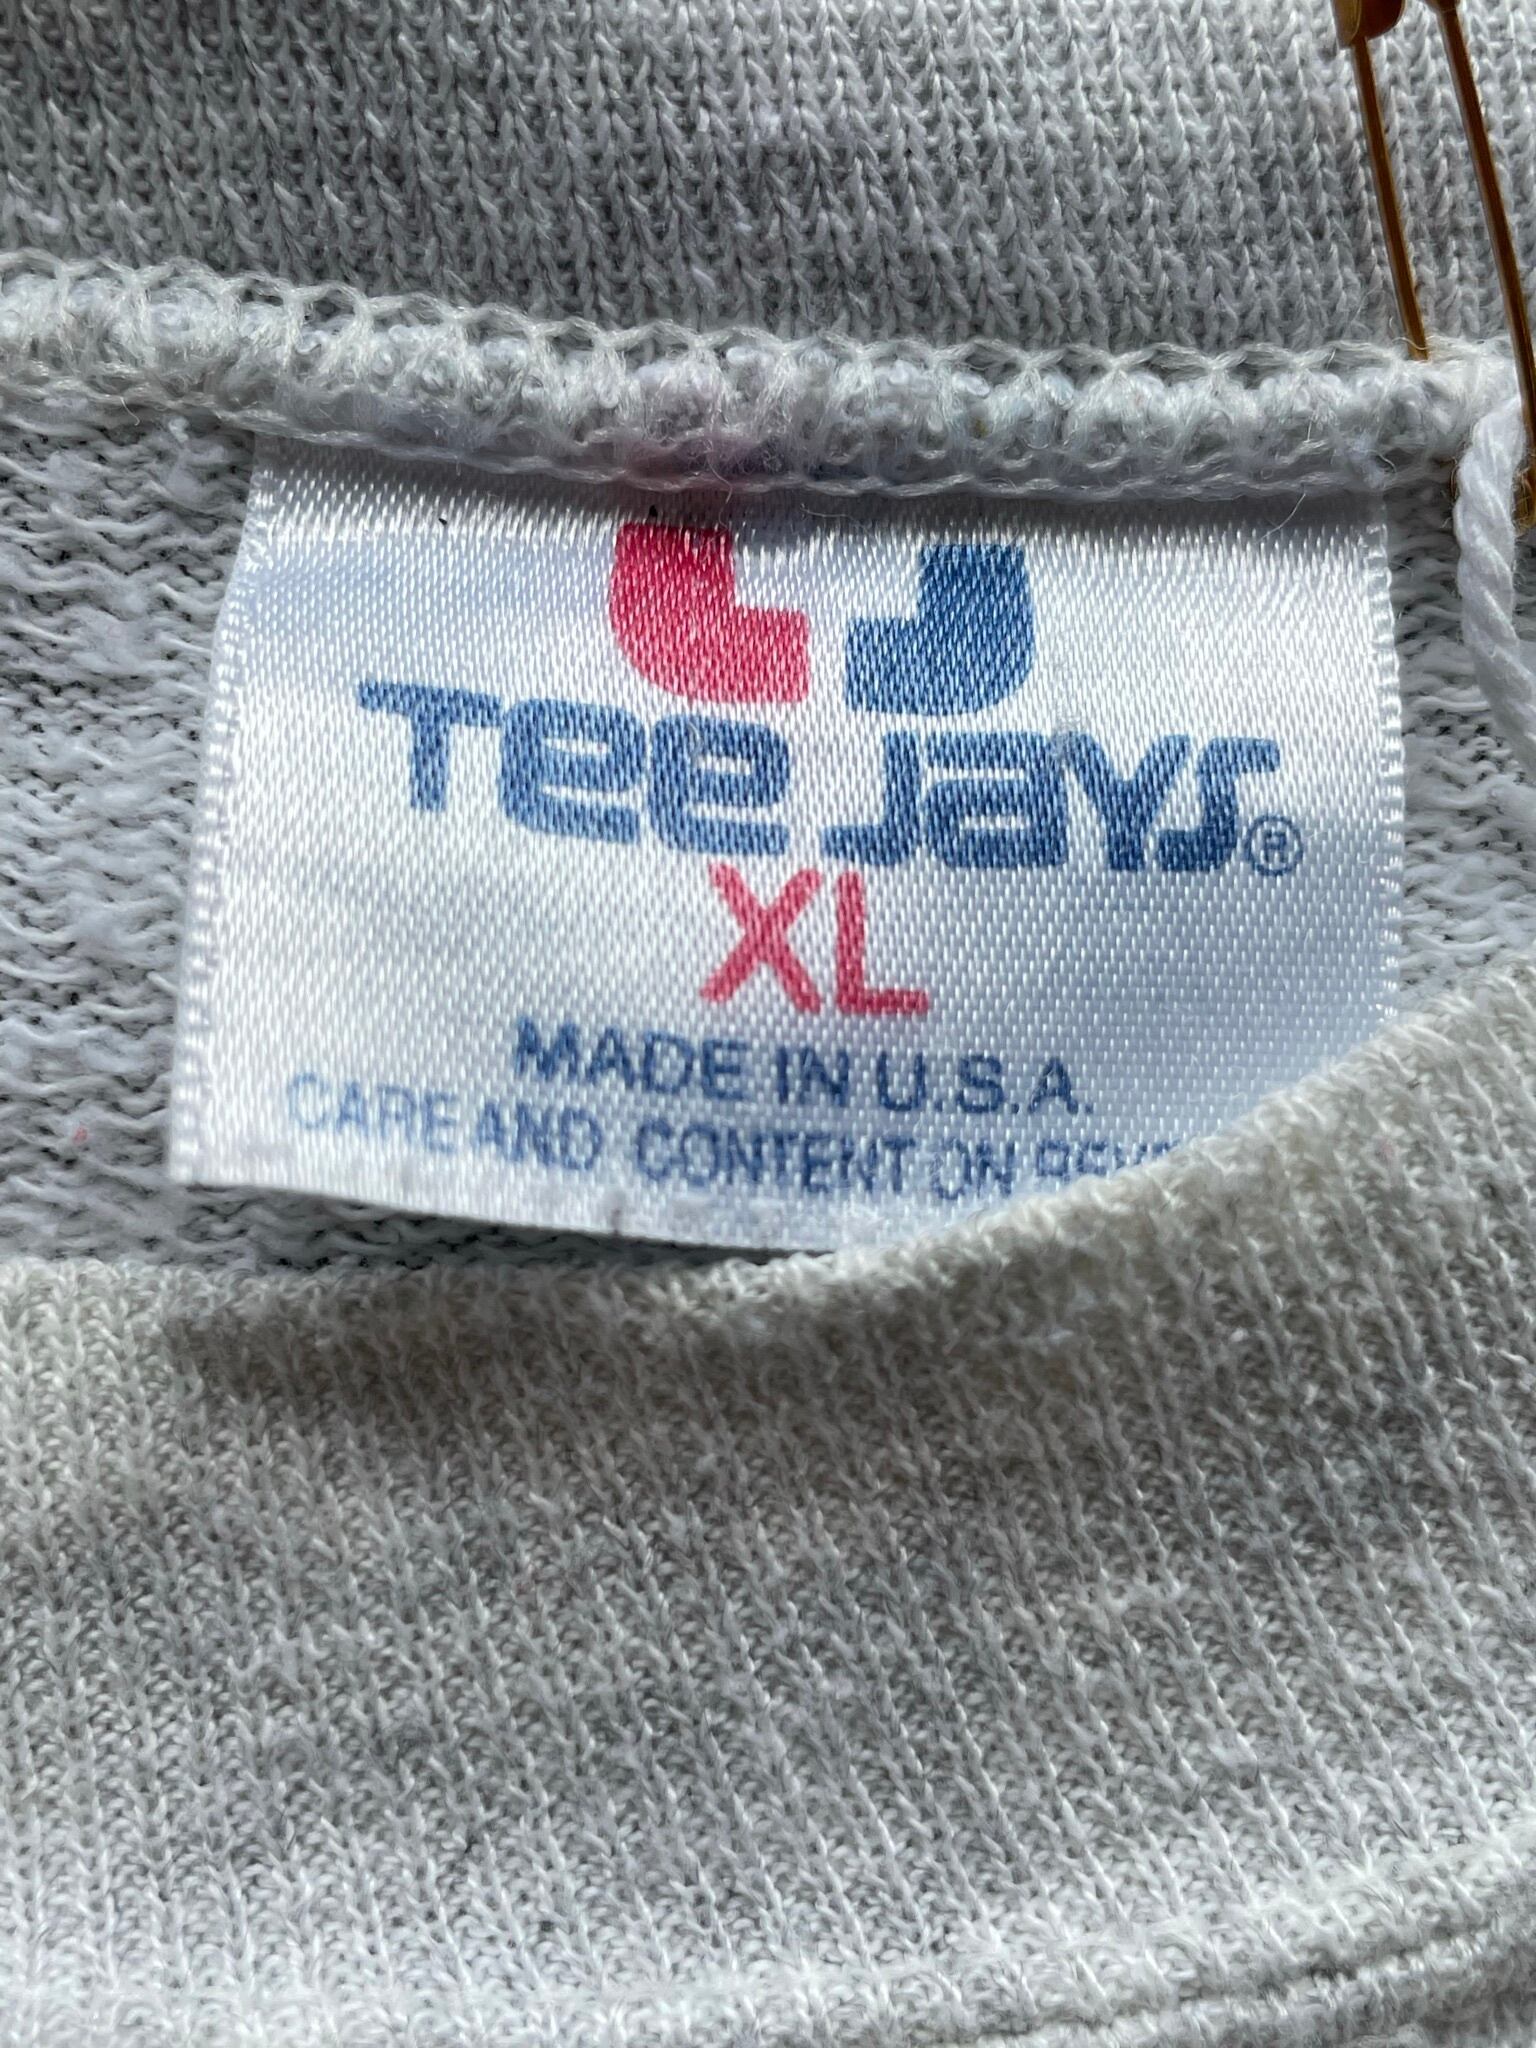 Tee Jays®
XL
MADE IN U.S.A.
CARE AND CONTENT ON